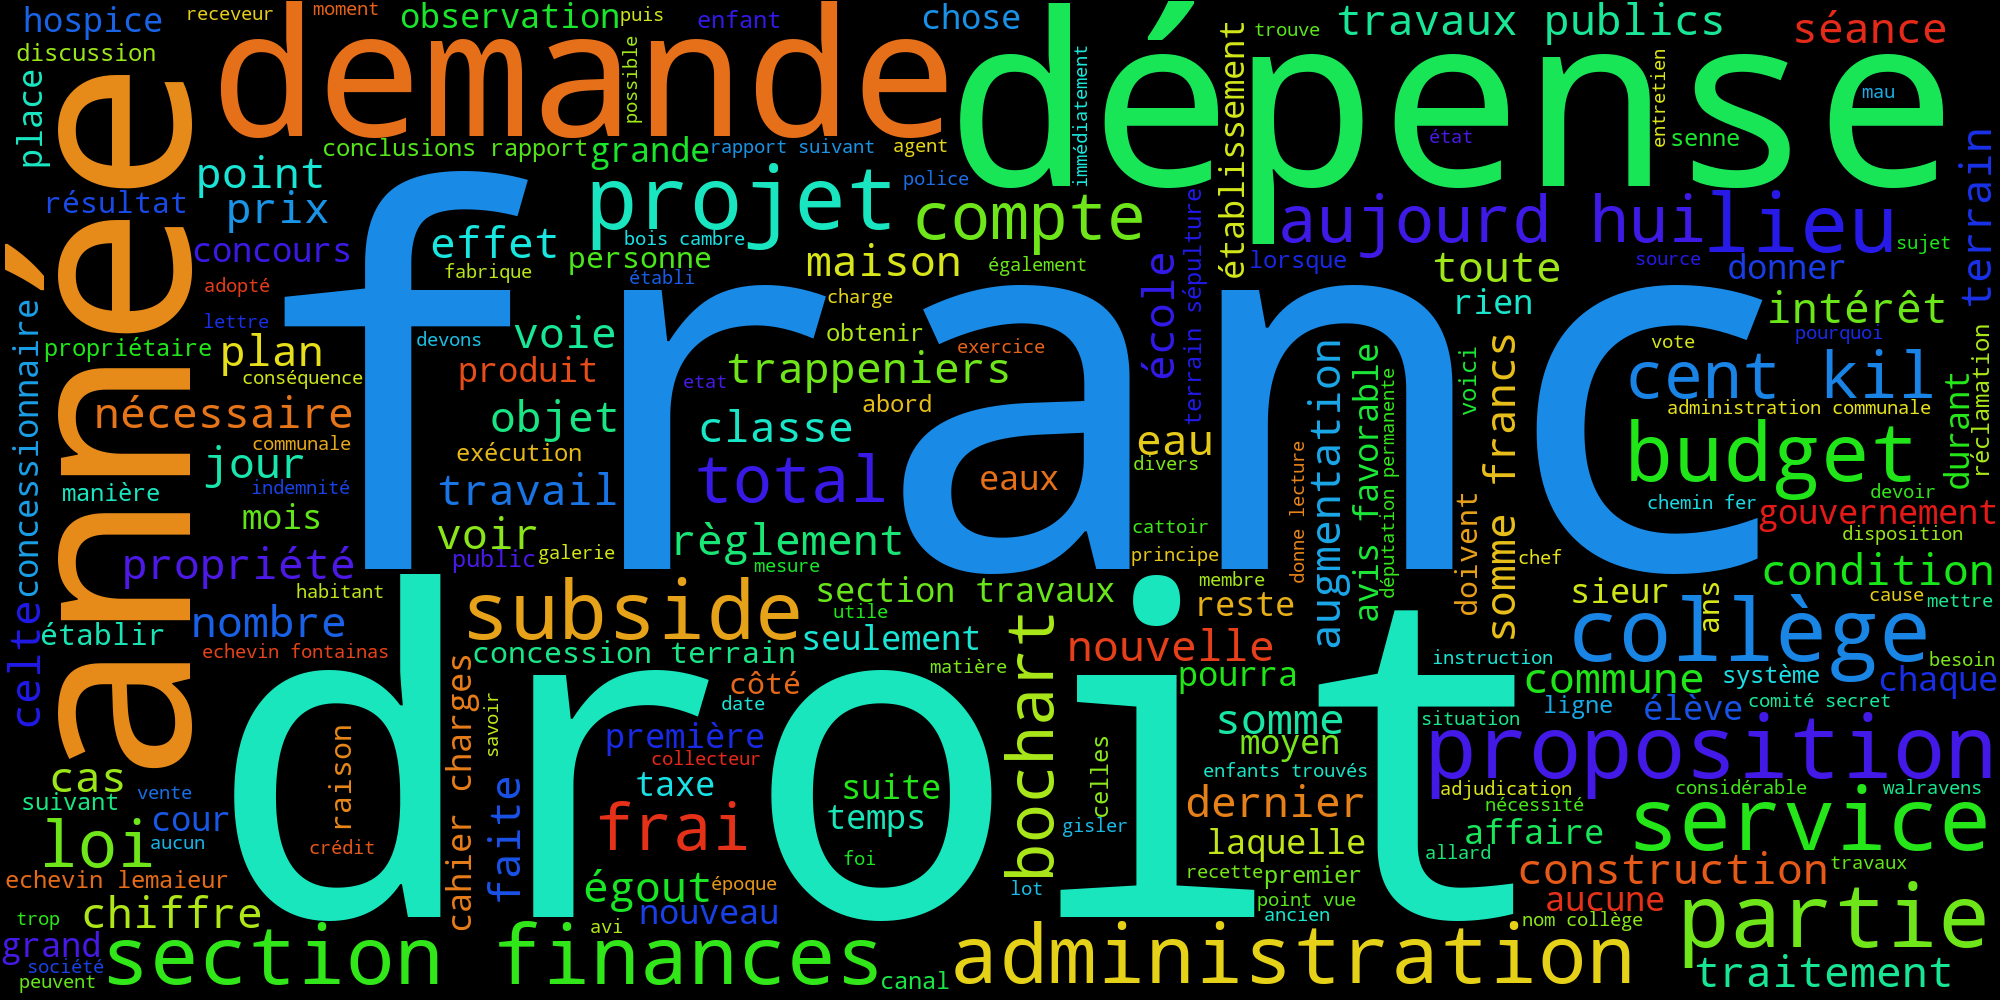 hospice
receveur
moment
observation
puis
enfant
chose
trouve
travaux publics
séance
discussion
demande
dépense
possible
immédiatement
établissement
entretien
mau
état
senne
place
année
conclusions rapport
grande
rapport suivant
agent
point
prix
projet
police
compte
aujourd hui
lieu
terrain
résultat
concours
effet
bois cambre
personne
fabrique
établi
maison
également
école
terrain sépulture
lorsque
toute
source
donner
sujet
adopté
lettre
franc
charge
rien
intérêt
concessionnaire
propriétaire
plan
conséquence
devons
voie
obtenir
exercice
vote
pourquoi
produit
etat
trappeniers
abord
augmentation
avis favorable
députation permanente
voici
somme francs
cent kil
durant
réclamation
nécessaire
communale
objet
classe
eau
administration communale
budget
jour
exécution
total
eaux
divers
manière
indemnité
travail
donne lecture
doivent
chemin fer
devoir
mois
voir
règlement
cattoir
gouvernement
disposition
propriété
public
galerie
mesure
principe
chef
condition
celte
habitant
nombre
subside
section travaux
utile
membre
reste
sieur
ans
cause
mettre
établir
echevin fontainas
droit
concession terrain
seulement
matière
bochart
nouvelle
pourra
instruction
collège
besoin
commune
système
chaque
cahier charges
savoir
côté
date
somme
situation
ligne
élève
comité secret
première
collecteur
celles
moyen
proposition
cas
suivant
vente
raison
taxe
suite
enfants trouvés
adjudication
considérable
walravens
nécessité
loi
cour
aucun
crédit
faite
frai
temps
foi
gisler
dernier
laquelle
allard
affaire
service
echevin lemaieur
égout
époque
lot
recette
premier
construction
travaux
trop
chiffre
nouveau
avi
point vue
ancien
aucune
nom collège
partie
grand
société
peuvent
section finances
canal
administration
traitement